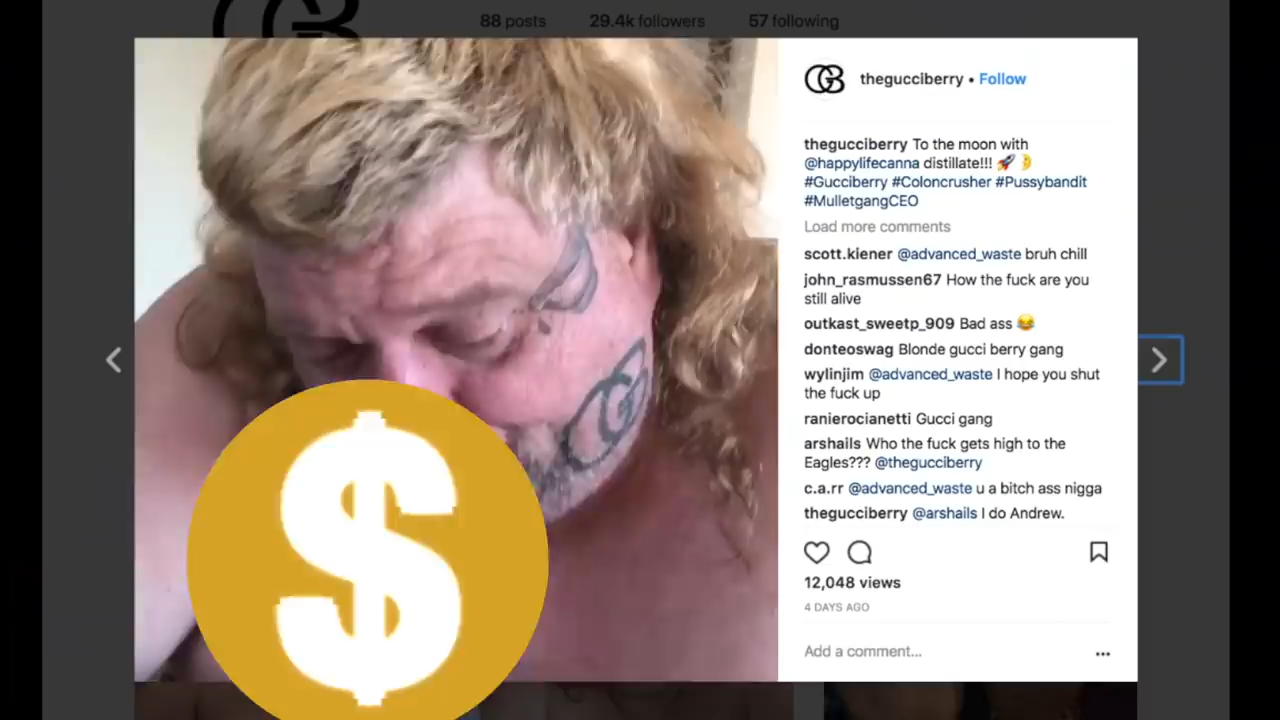 88 posts 29.4k followers 57 following
GB
thegucciberry • Follow
thegucciberry To the moon with
@happylifecanna distillate!!! 🚀🌛
#Gucciberry #Coloncrusher #Pussybandit
#MulletgangCEO
Load more comments
scott.kiener @advanced_waste bruh chill
john_rasmussen67 How the fuck are you
still alive
outkast_sweetp_909 Bad ass 😂
donteoswag Blonde gucci berry gang
wylinjim @advanced_waste I hope you shut
the fuck up
ranierocianetti Gucci gang
arshails Who the fuck gets high to the
Eagles??? @thegucciberry
c.a.rr @advanced_waste u a bitch ass nigga
thegucciberry @arshails I do Andrew.
12,048 views
4 DAYS AGO
Add a comment...
$